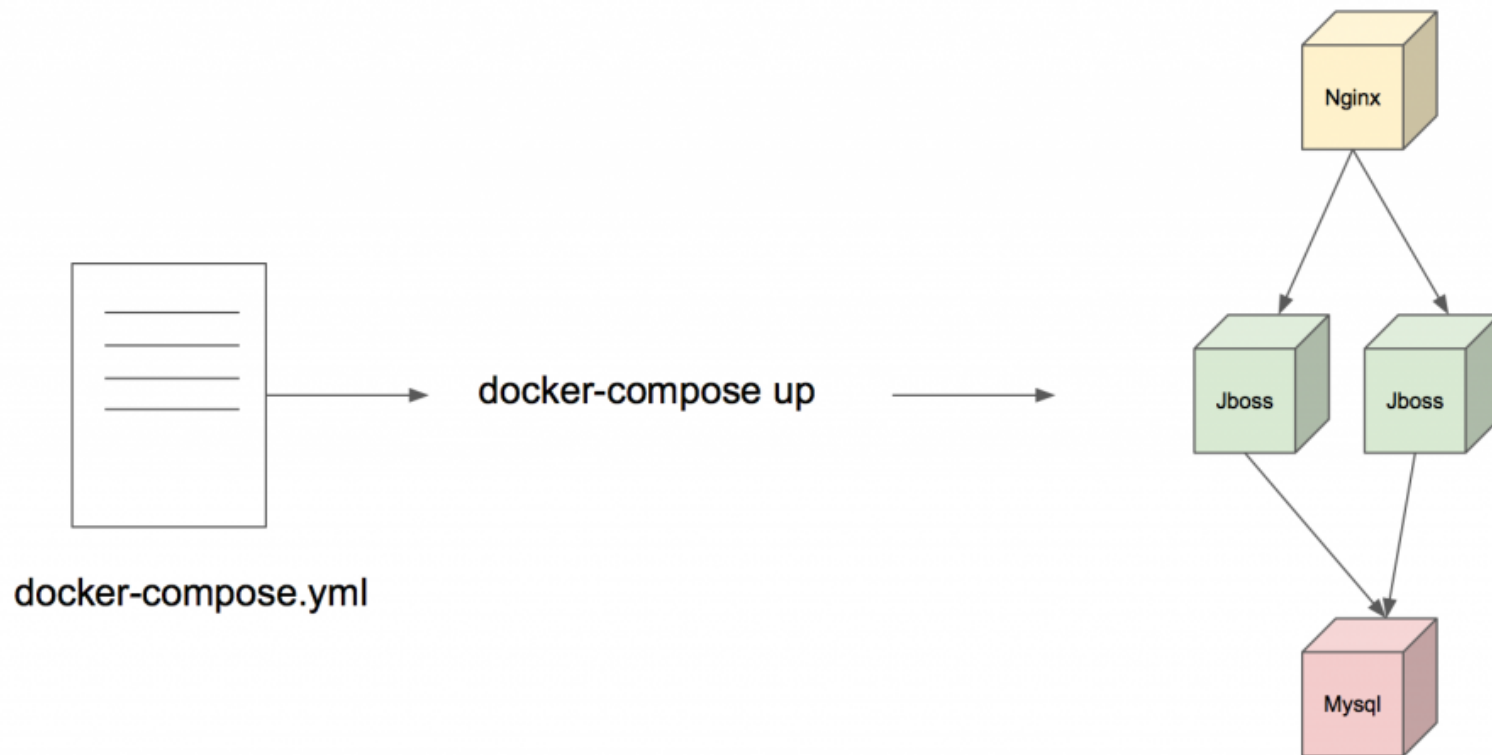 Nginx
docker-compose up
Jboss
Jboss
docker-compose.yml
Mysql